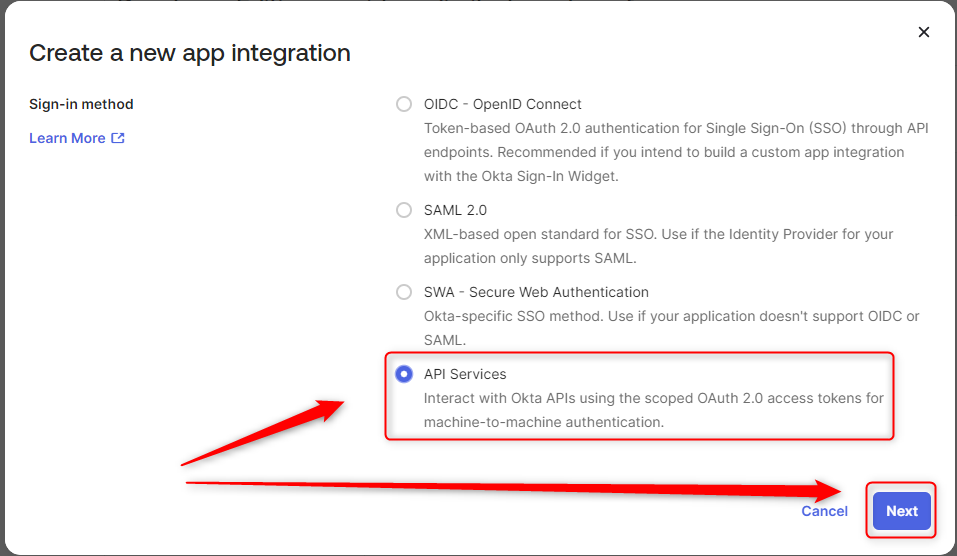 Create a new app integration
Sign-in method
Learn More
OIDC - OpenID Connect
Token-based OAuth 2.0 authentication for Single Sign-On (SSO) through API
endpoints. Recommended if you intend to build a custom app integration
with the Okta Sign-In Widget.
SAML 2.0
XML-based open standard for SSO. Use if the Identity Provider for your
application only supports SAML.
SWA - Secure Web Authentication
Okta-specific SSO method. Use if your application doesn't support OIDC or
SAML.
API Services
Interact with Okta APIs using the scoped OAuth 2.0 access tokens for
machine-to-machine authentication.
Cancel
Next